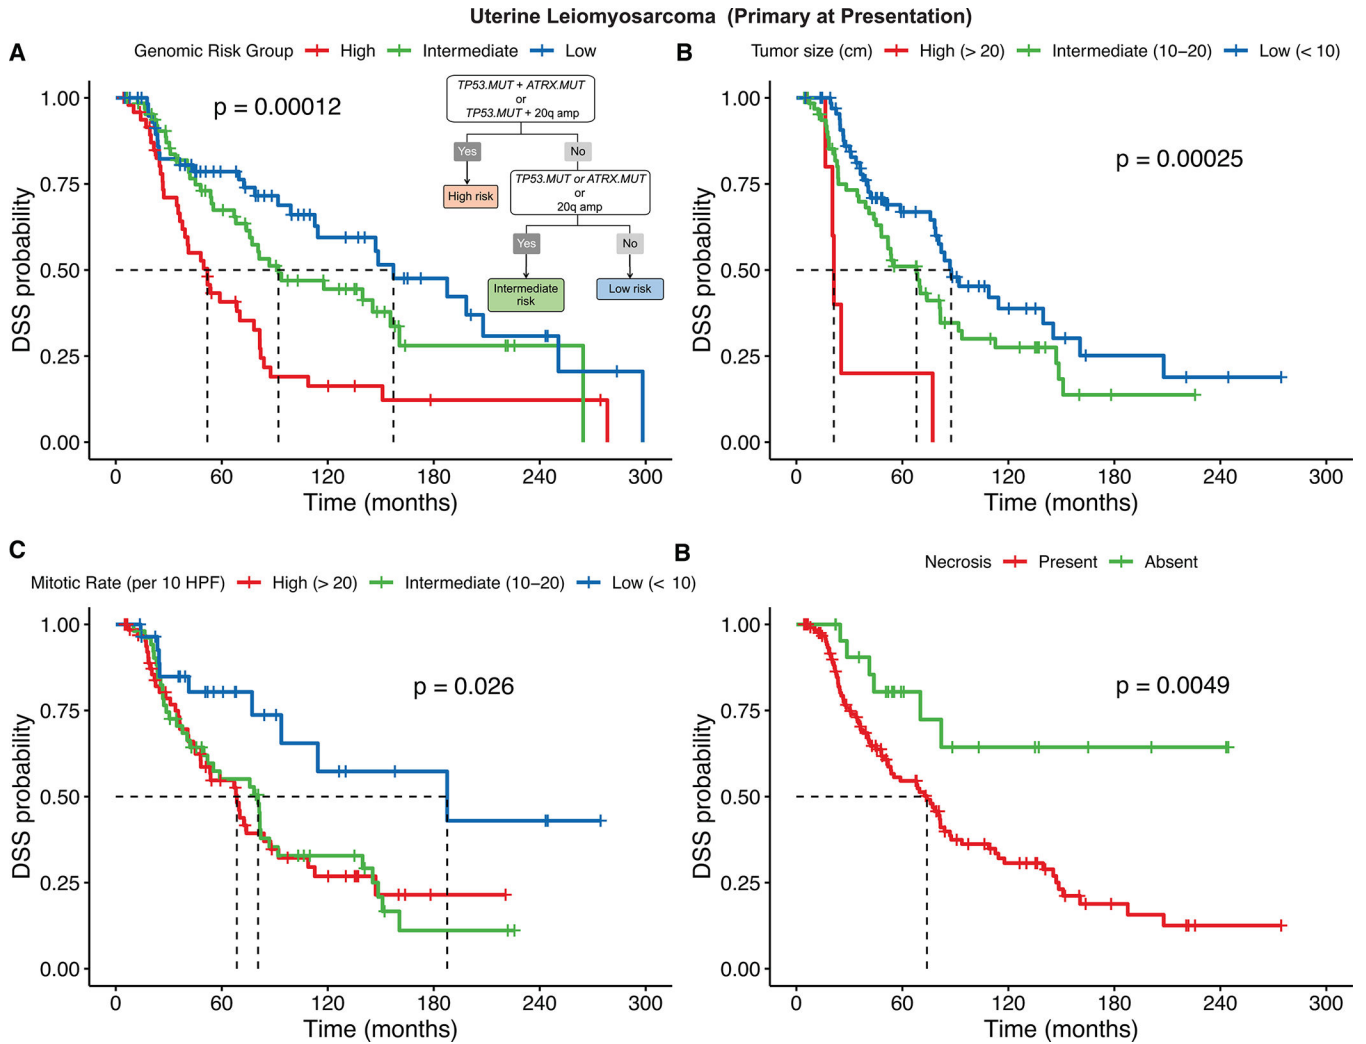 Uterine Leiomyosarcoma (Primary at Presentation)
A
Genomic Risk Group High Intermediate Low
p = 0.00012
TP53.MUT + ATRX.MUT
or
TP53.MUT + 20q amp
Yes
No
High risk
TP53.MUT or ATRX.MUT
or
20q amp
Yes
No
Intermediate
risk
Low risk
DSS probability
1.00
0.75
0.50
0.25
0.00
0 60 120 180 240 300
Time (months)
B
Tumor size (cm) High (> 20) Intermediate (10−20) Low (< 10)
p = 0.00025
DSS probability
1.00
0.75
0.50
0.25
0.00
0 60 120 180 240 300
Time (months)
C
Mitotic Rate (per 10 HPF) High (> 20) Intermediate (10−20) Low (< 10)
p = 0.026
DSS probability
1.00
0.75
0.50
0.25
0.00
0 60 120 180 240 300
Time (months)
B
Necrosis Present Absent
p = 0.0049
DSS probability
1.00
0.75
0.50
0.25
0.00
0 60 120 180 240 300
Time (months)